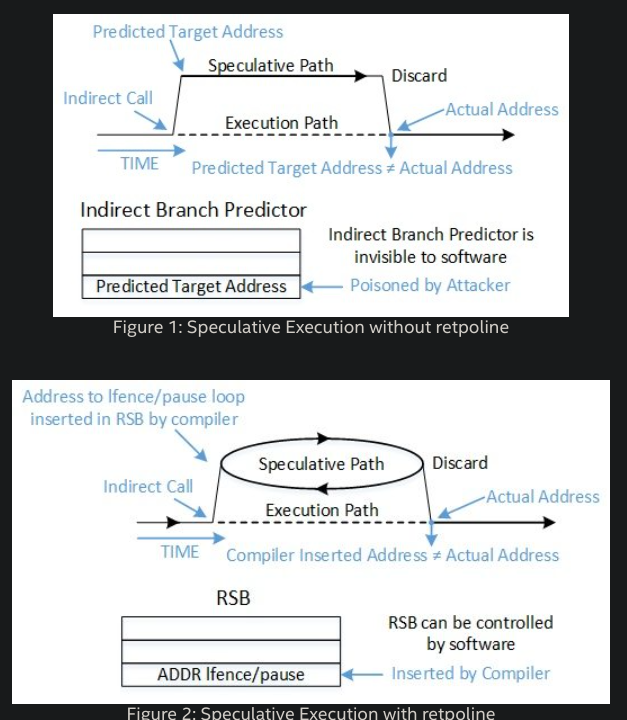 Predicted Target Address
Speculative Path
Discard
Indirect Call
Actual Address
Execution Path
TIME
Predicted Target Address ≠ Actual Address
Indirect Branch Predictor
Indirect Branch Predictor is
invisible to software
Predicted Target Address
Poisoned by Attacker
Figure 1: Speculative Execution without retpoline
Address to lfence/pause loop
inserted in RSB by compiler
Speculative Path
Discard
Indirect Call
Actual Address
Execution Path
TIME
Compiler Inserted Address ≠ Actual Address
RSB
RSB can be controlled
by software
ADDR lfence/pause
Inserted by Compiler
Figure 2: Speculative Execution with retpoline